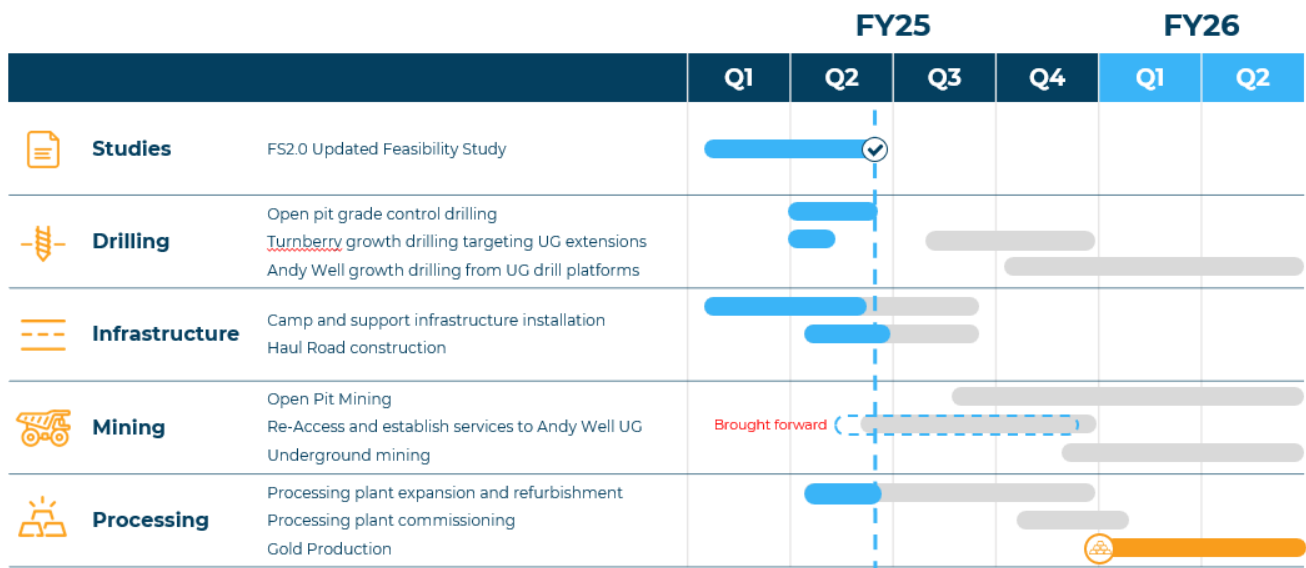 FY25 FY26
Q1 Q2 Q3 Q4 Q1 Q2
Studies FS2.0 Updated Feasibility Study
Open pit grade control drilling
Drilling Turnberry growth drilling targeting UG extensions
Andy Well growth drilling from UG drill platforms
Camp and support infrastructure installation
Infrastructure
Haul Road construction
Open Pit Mining
Mining Re-Access and establish services to Andy Well UG Brought forward
Underground mining
Processing plant expansion and refurbishment
Processing Processing plant commissioning
Gold Production